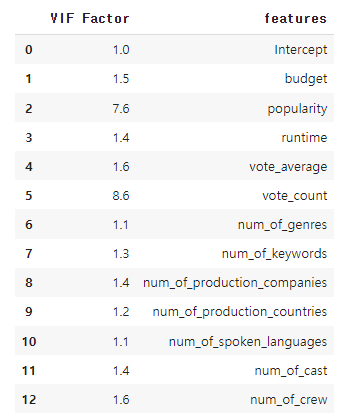 VIF Factor features
0 1.0 Intercept
1 1.5 budget
2 7.6 popularity
3 1.4 runtime
4 1.6 vote_average
5 8.6 vote_count
6 1.1 num_of_genres
7 1.3 num_of_keywords
8 1.4 num_of_production_companies
9 1.2 num_of_production_countries
10 1.1 num_of_spoken_languages
11 1.4 num_of_cast
12 1.6 num_of_crew